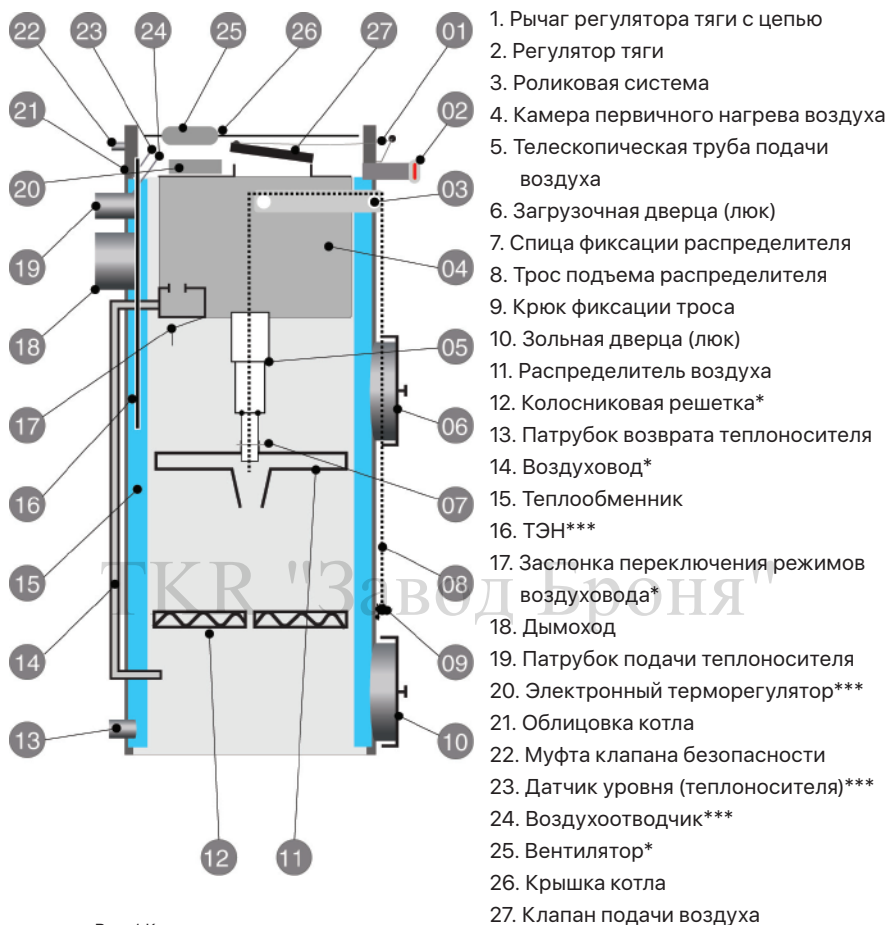 22 23 24 25 26 27 01
21 02
20 03
19 04
18 05
17 06
16 07
15 08
14 09
13 10
12 11
TKR "Завод Броня"
1. Рычаг регулятора тяги с цепью
2. Регулятор тяги
3. Роликовая система
4. Камера первичного нагрева воздуха
5. Телескопическая труба подачи
воздуха
6. Загрузочная дверца (люк)
7. Спица фиксации распределителя
8. Трос подъема распределителя
9. Крюк фиксации троса
10. Зольная дверца (люк)
11. Распределитель воздуха
12. Колосниковая решетка*
13. Патрубок возврата теплоносителя
14. Воздуховод*
15. Теплообменник
16. ТЭН***
17. Заслонка переключения режимов
воздуховода*
18. Дымоход
19. Патрубок подачи теплоносителя
20. Электронный терморегулятор***
21. Облицовка котла
22. Муфта клапана безопасности
23. Датчик уровня (теплоносителя)***
24. Воздухоотводчик***
25. Вентилятор*
26. Крышка котла
27. Клапан подачи воздуха